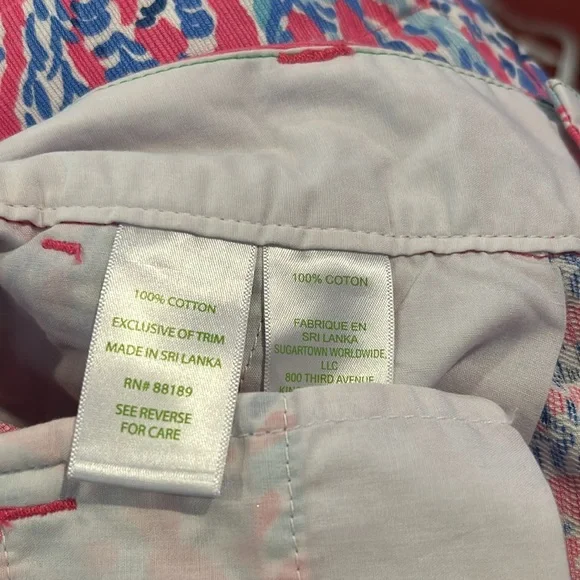 100% COTTON
EXCLUSIVE OF TRIM
MADE IN SRI LANKA
RN# 88189
SEE REVERSE
FOR CARE
100% COTON
FABRIQUE EN
SRI LANKA
SUGARTOWN WORLDWIDE,
LLC
800 THIRD AVENUE